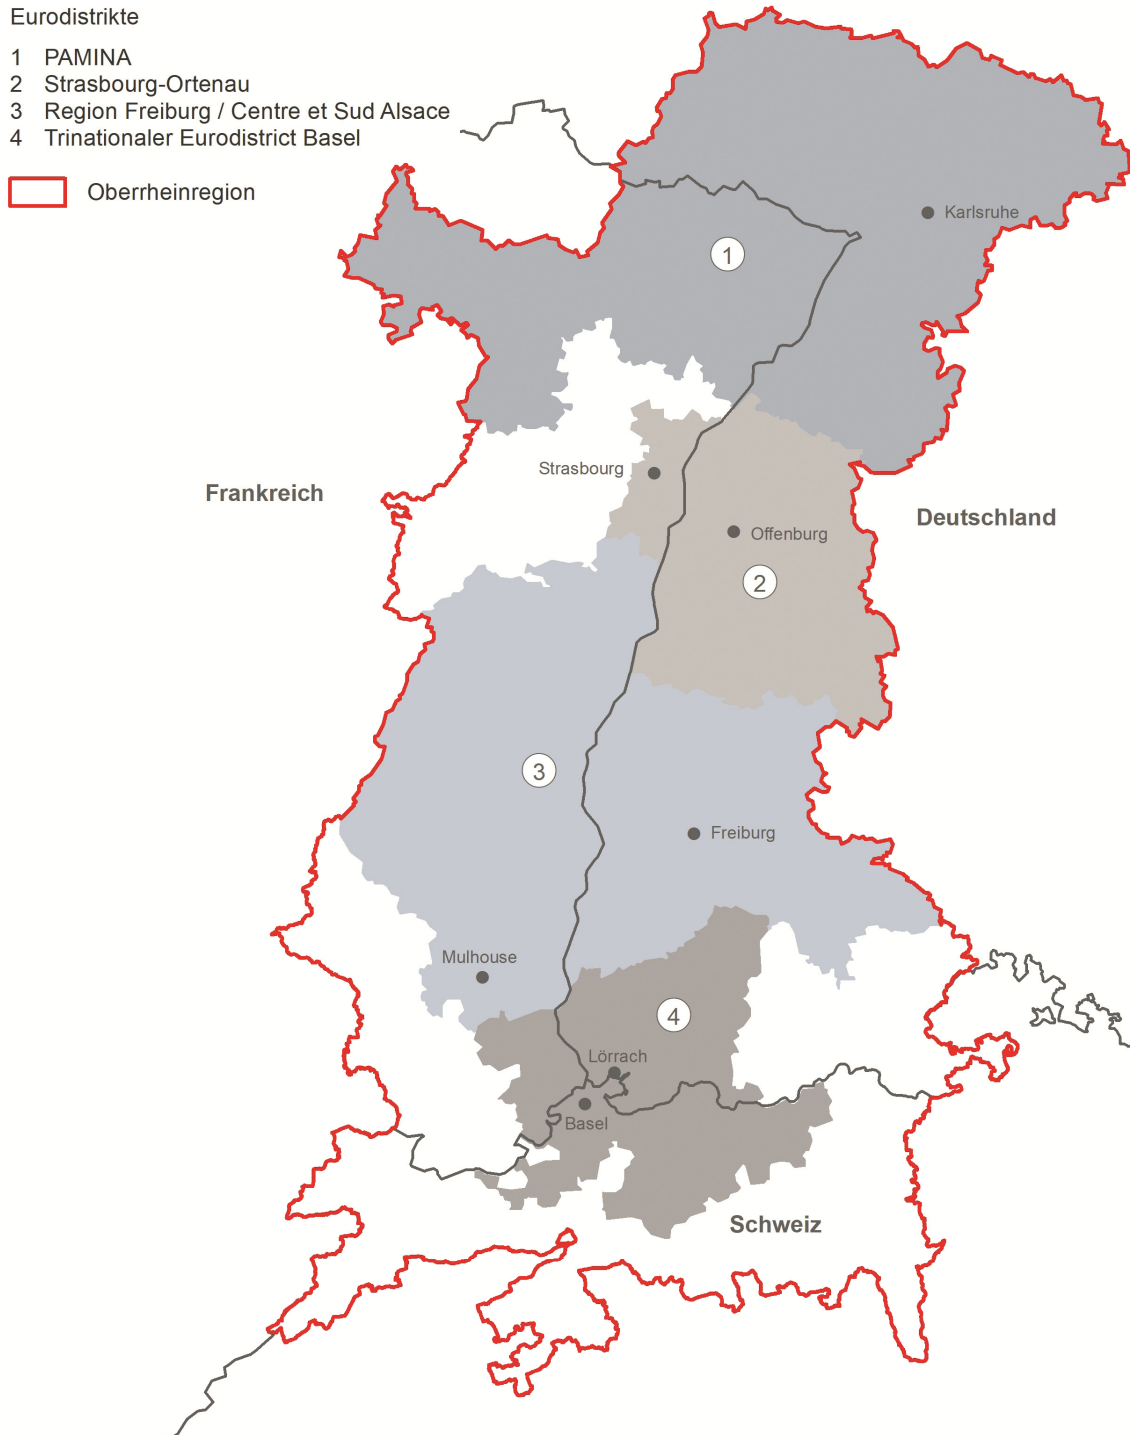 Eurodistrikte
1 PAMINA
2 Strasbourg-Ortenau
3 Region Freiburg / Centre et Sud Alsace
4 Trinationaler Eurodistrict Basel
Oberrheinregion
Karlsruhe
1
Strasbourg
Frankreich
Deutschland
Offenburg
2
3
Freiburg
Mulhouse
4
Lörrach
Basel
Schweiz